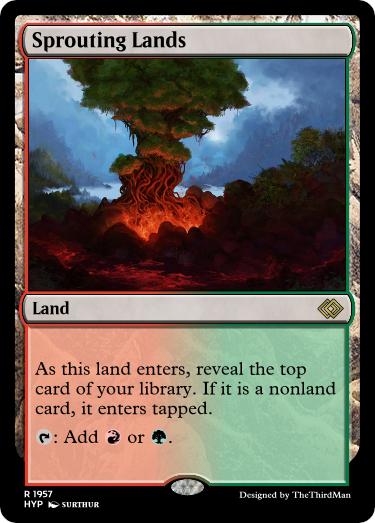 Sprouting Lands
Land
As this land enters, reveal the top
card of your library. If it is a nonland
card, it enters tapped.
: Add or .
R 1957
HYP SURTHUR
Designed by TheThirdMan